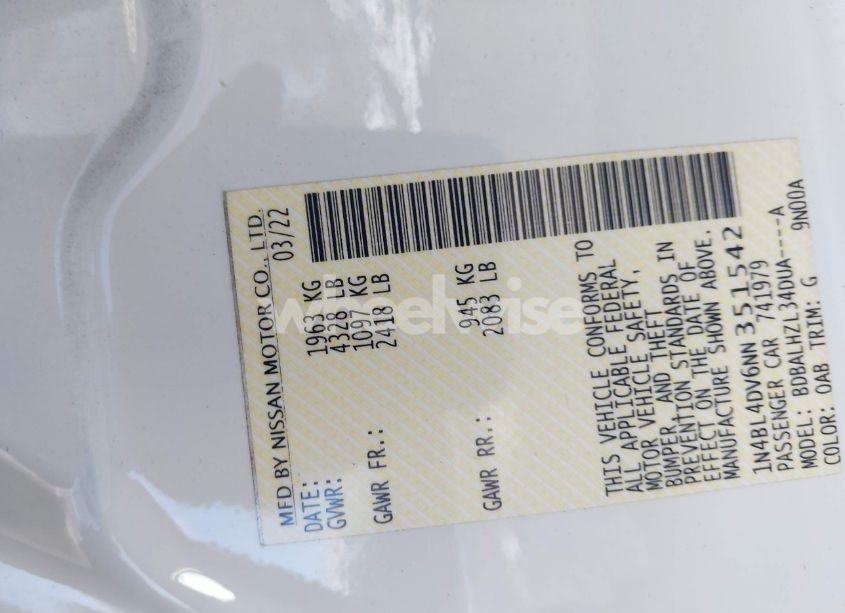 MFD BY NISSAN MOTOR CO., LTD.
DATE: 03/22
GVWR: 1963 KG
4328 LB
GAWR FR.: 1097 KG
2418 LB
GAWR RR.: 945 KG
2083 LB
THIS VEHICLE CONFORMS TO
ALL APPLICABLE FEDERAL
MOTOR VEHICLE SAFETY,
BUMPER, AND THEFT
PREVENTION STANDARDS IN
EFFECT ON THE DATE OF
MANUFACTURE SHOWN ABOVE.
1N4BL4DV6NN351542
PASSENGER CAR 741979
MODEL: BDBALHZL34DUA----A
COLOR: QAB TRIM: G 9N00A
wheelwise